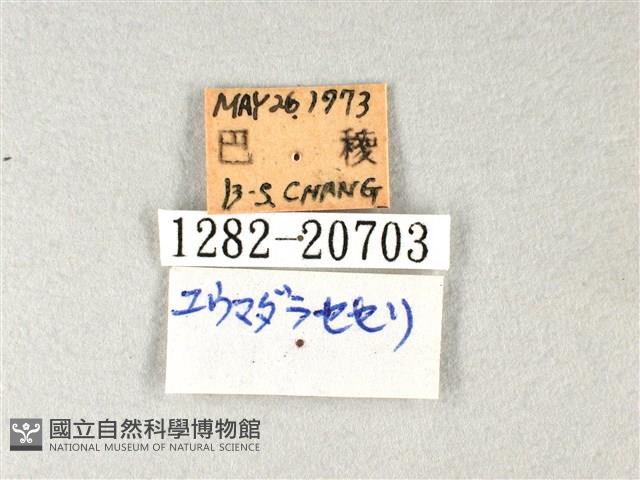 MAY 26, 1973
巴 稜
B-S, CHANG
1282-20703
ユウマダラセセリ
國立自然科學博物館
NATIONAL MUSEUM OF NATURAL SCIENCE